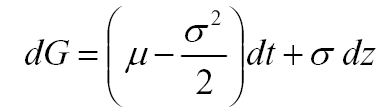 dG = ( μ − σ² / 2 ) dt + σ dz